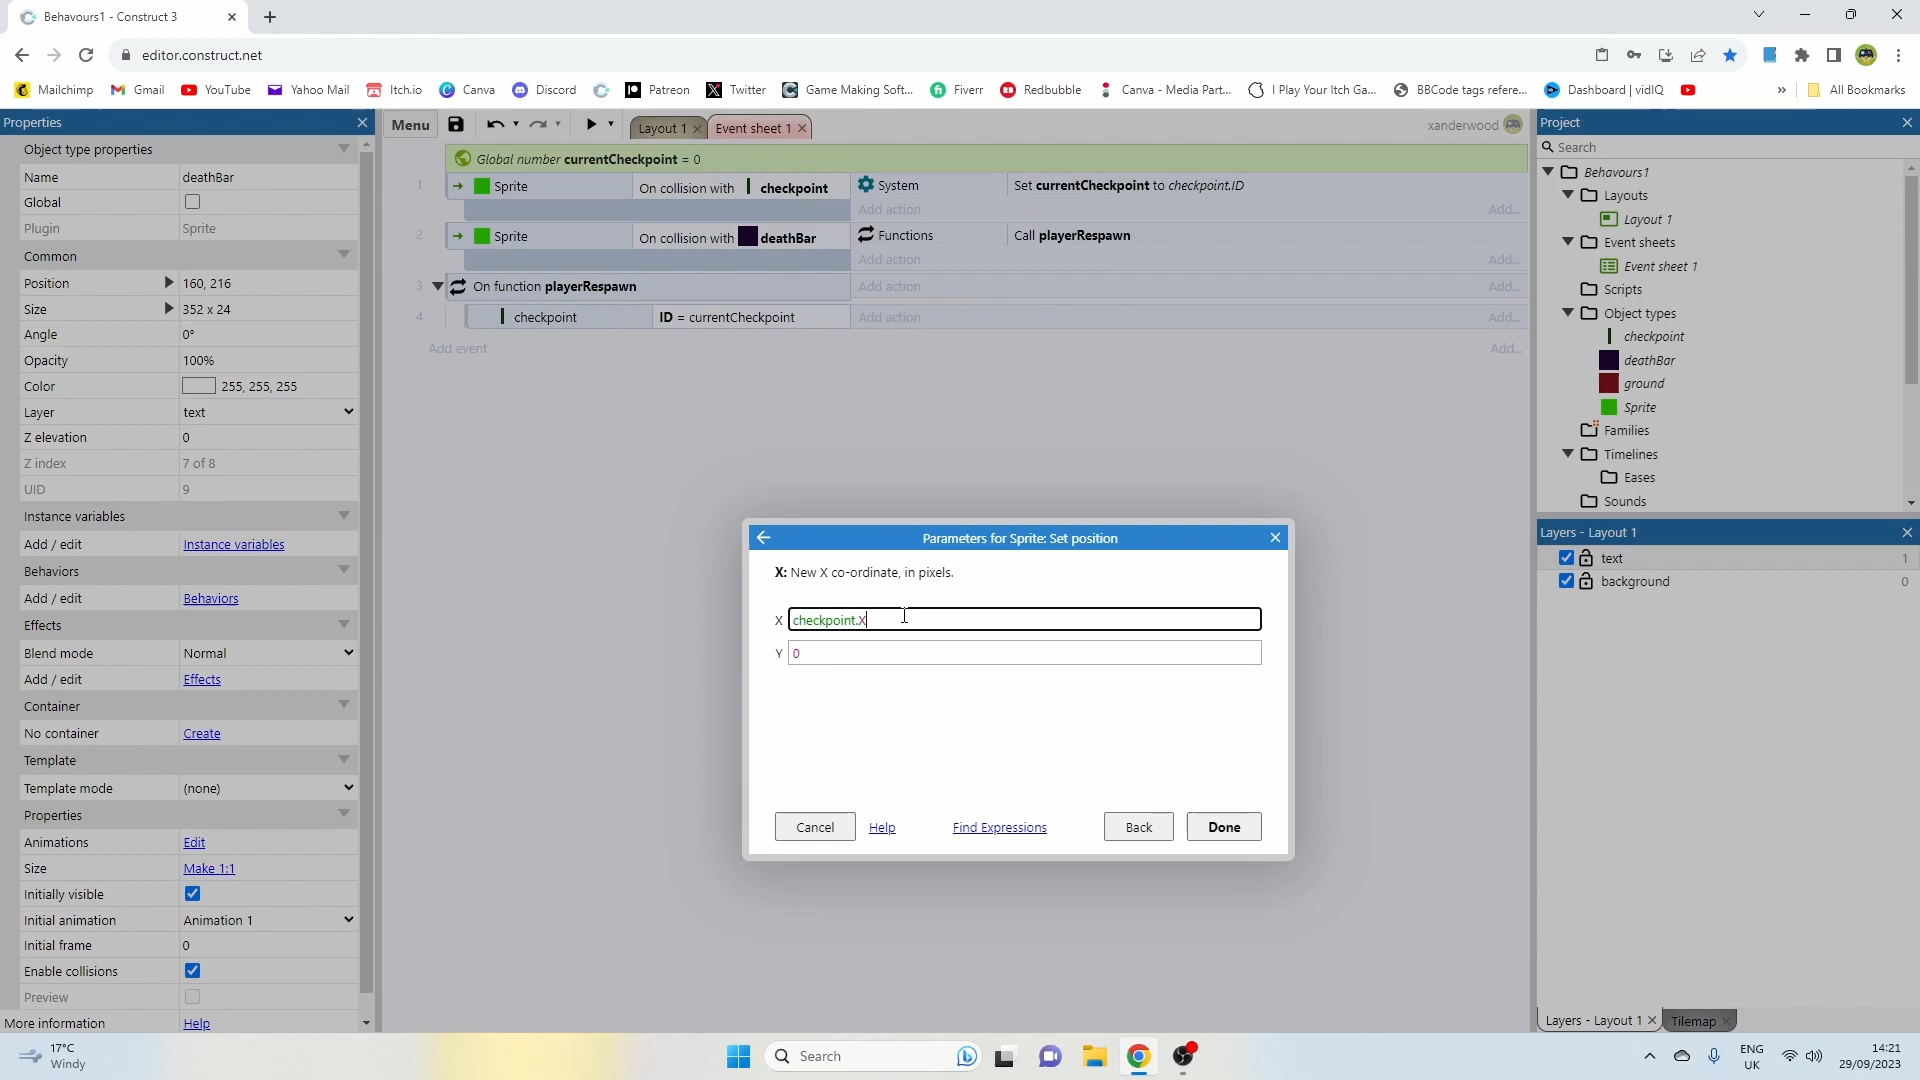 Behavours1 - Construct 3
editor.construct.net
Mailchimp Gmail YouTube Yahoo Mail Itch.io Canva Discord Patreon Twitter Game Making Soft... Fiverr Redbubble Canva - Media Part... I Play Your Itch Ga... BBCode tags refere... Dashboard | vidIQ » All Bookmarks
Properties
Object type properties
Name deathBar
Global
Plugin Sprite
Common
Position 160, 216
Size 352 x 24
Angle 0°
Opacity 100%
Color 255, 255, 255
Layer text
Z elevation 0
Z index 7 of 8
UID 9
Instance variables
Add / edit Instance variables
Behaviors
Add / edit Behaviors
Effects
Blend mode Normal
Add / edit Effects
Container
No container Create
Template
Template mode (none)
Properties
Animations Edit
Size Make 1:1
Initially visible
Initial animation Animation 1
Initial frame 0
Enable collisions
Preview
More information Help
Menu Layout 1 Event sheet 1 xanderwood
Global number currentCheckpoint = 0
1 Sprite On collision with checkpoint System Set currentCheckpoint to checkpoint.ID
Add action Add...
2 Sprite On collision with deathBar Functions Call playerRespawn
Add action Add...
3 On function playerRespawn Add action Add...
4 checkpoint ID = currentCheckpoint Add action Add...
Add event Add...
Parameters for Sprite: Set position
X: New X co-ordinate, in pixels.
X checkpoint.X
Y 0
Cancel Help Find Expressions Back Done
Project
Search
Behavours1
Layouts
Layout 1
Event sheets
Event sheet 1
Scripts
Object types
checkpoint
deathBar
ground
Sprite
Families
Timelines
Eases
Sounds
Layers - Layout 1
text 1
background 0
Layers - Layout 1 Tilemap
17°C
Windy
Search
ENG
UK
14:21
29/09/2023